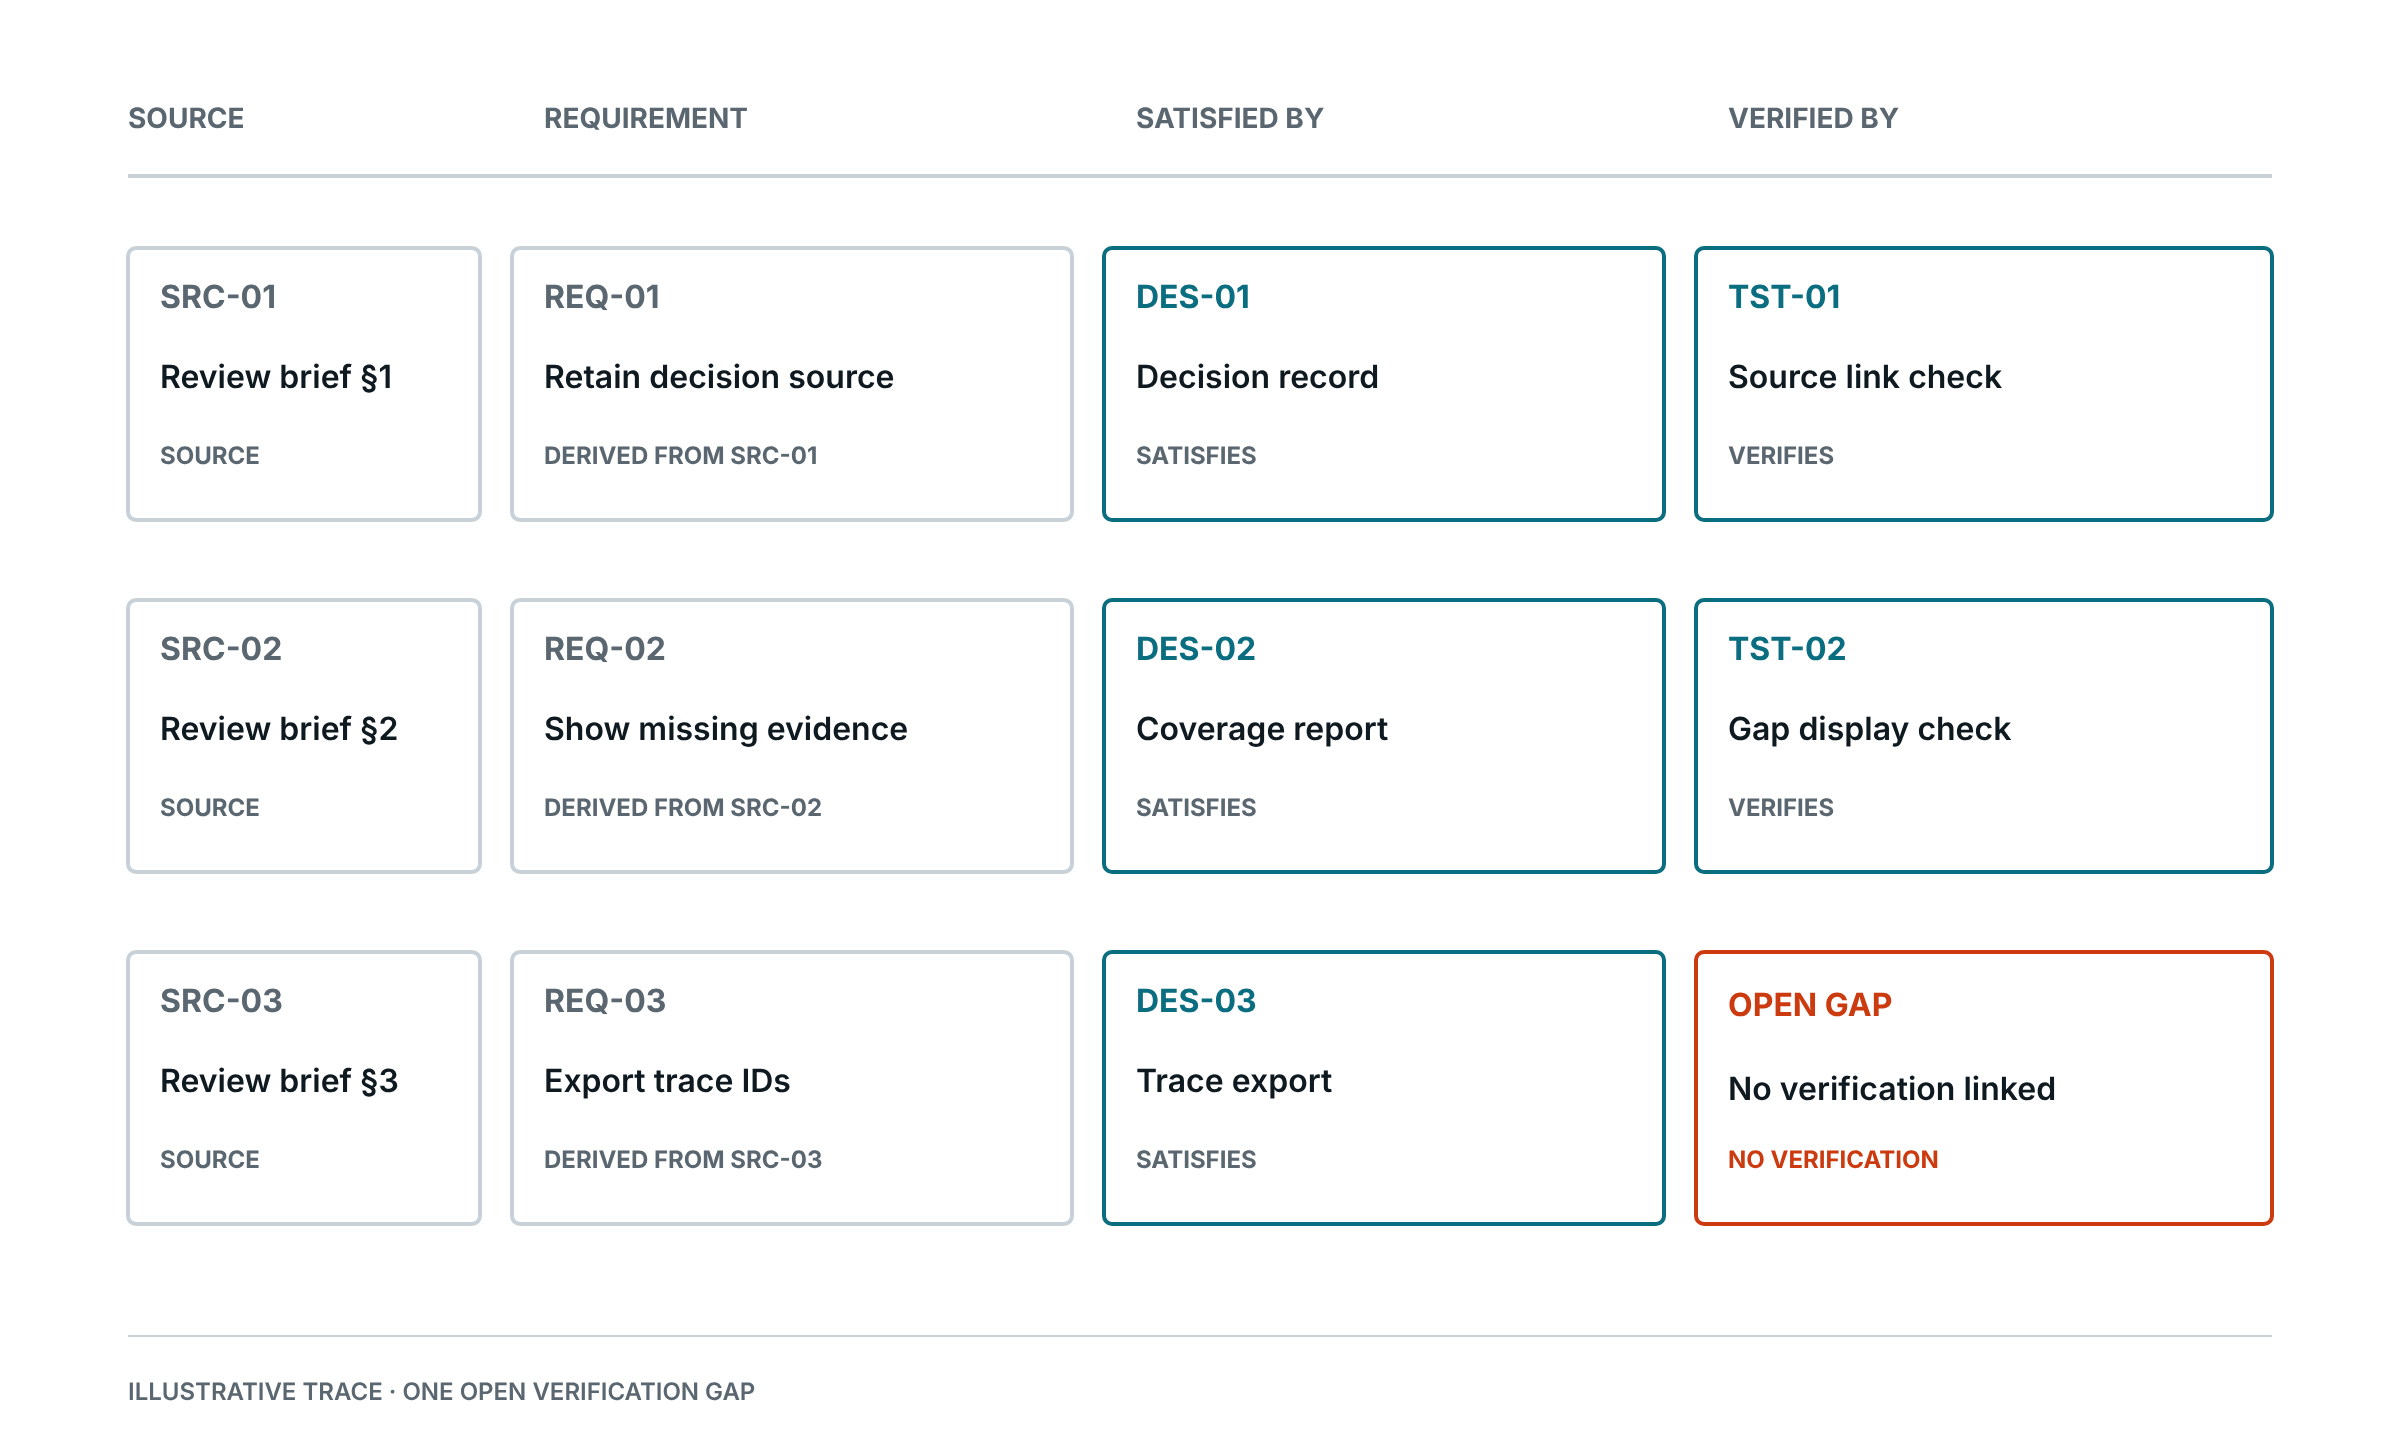 SOURCE
REQUIREMENT
SATISFIED BY
VERIFIED BY
SRC-01
Review brief §1
SOURCE
REQ-01
Retain decision source
DERIVED FROM SRC-01
DES-01
Decision record
SATISFIES
TST-01
Source link check
VERIFIES
SRC-02
Review brief §2
SOURCE
REQ-02
Show missing evidence
DERIVED FROM SRC-02
DES-02
Coverage report
SATISFIES
TST-02
Gap display check
VERIFIES
SRC-03
Review brief §3
SOURCE
REQ-03
Export trace IDs
DERIVED FROM SRC-03
DES-03
Trace export
SATISFIES
OPEN GAP
No verification linked
NO VERIFICATION
ILLUSTRATIVE TRACE · ONE OPEN VERIFICATION GAP